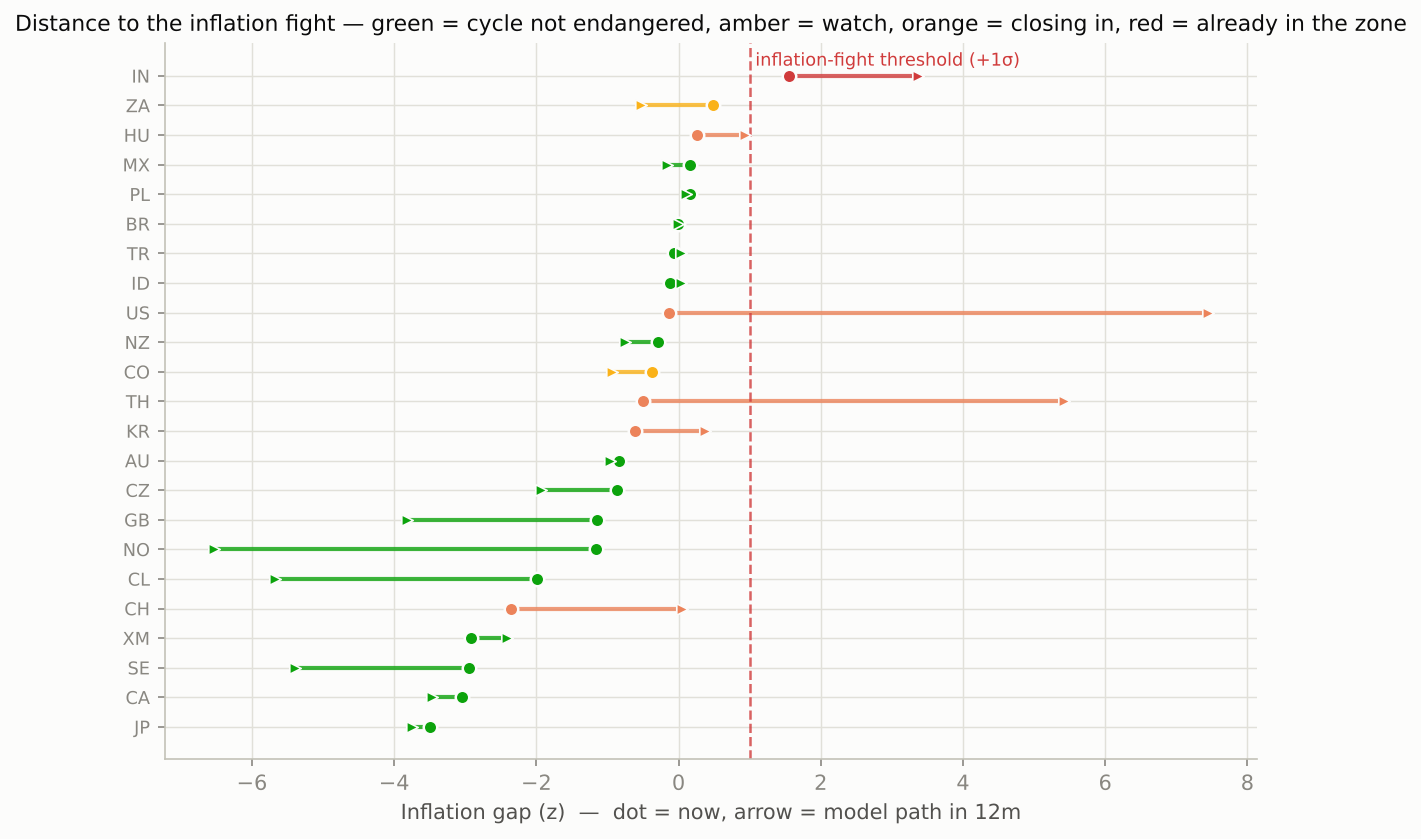 Distance to the inflation fight — green = cycle not endangered, amber = watch, orange = closing in, red = already in the zone
inflation-fight threshold (+1σ)
IN
ZA
HU
MX
PL
BR
TR
ID
US
NZ
CO
TH
KR
AU
CZ
GB
NO
CL
CH
XM
SE
CA
JP
−6 −4 −2 0 2 4 6 8
Inflation gap (z) — dot = now, arrow = model path in 12m